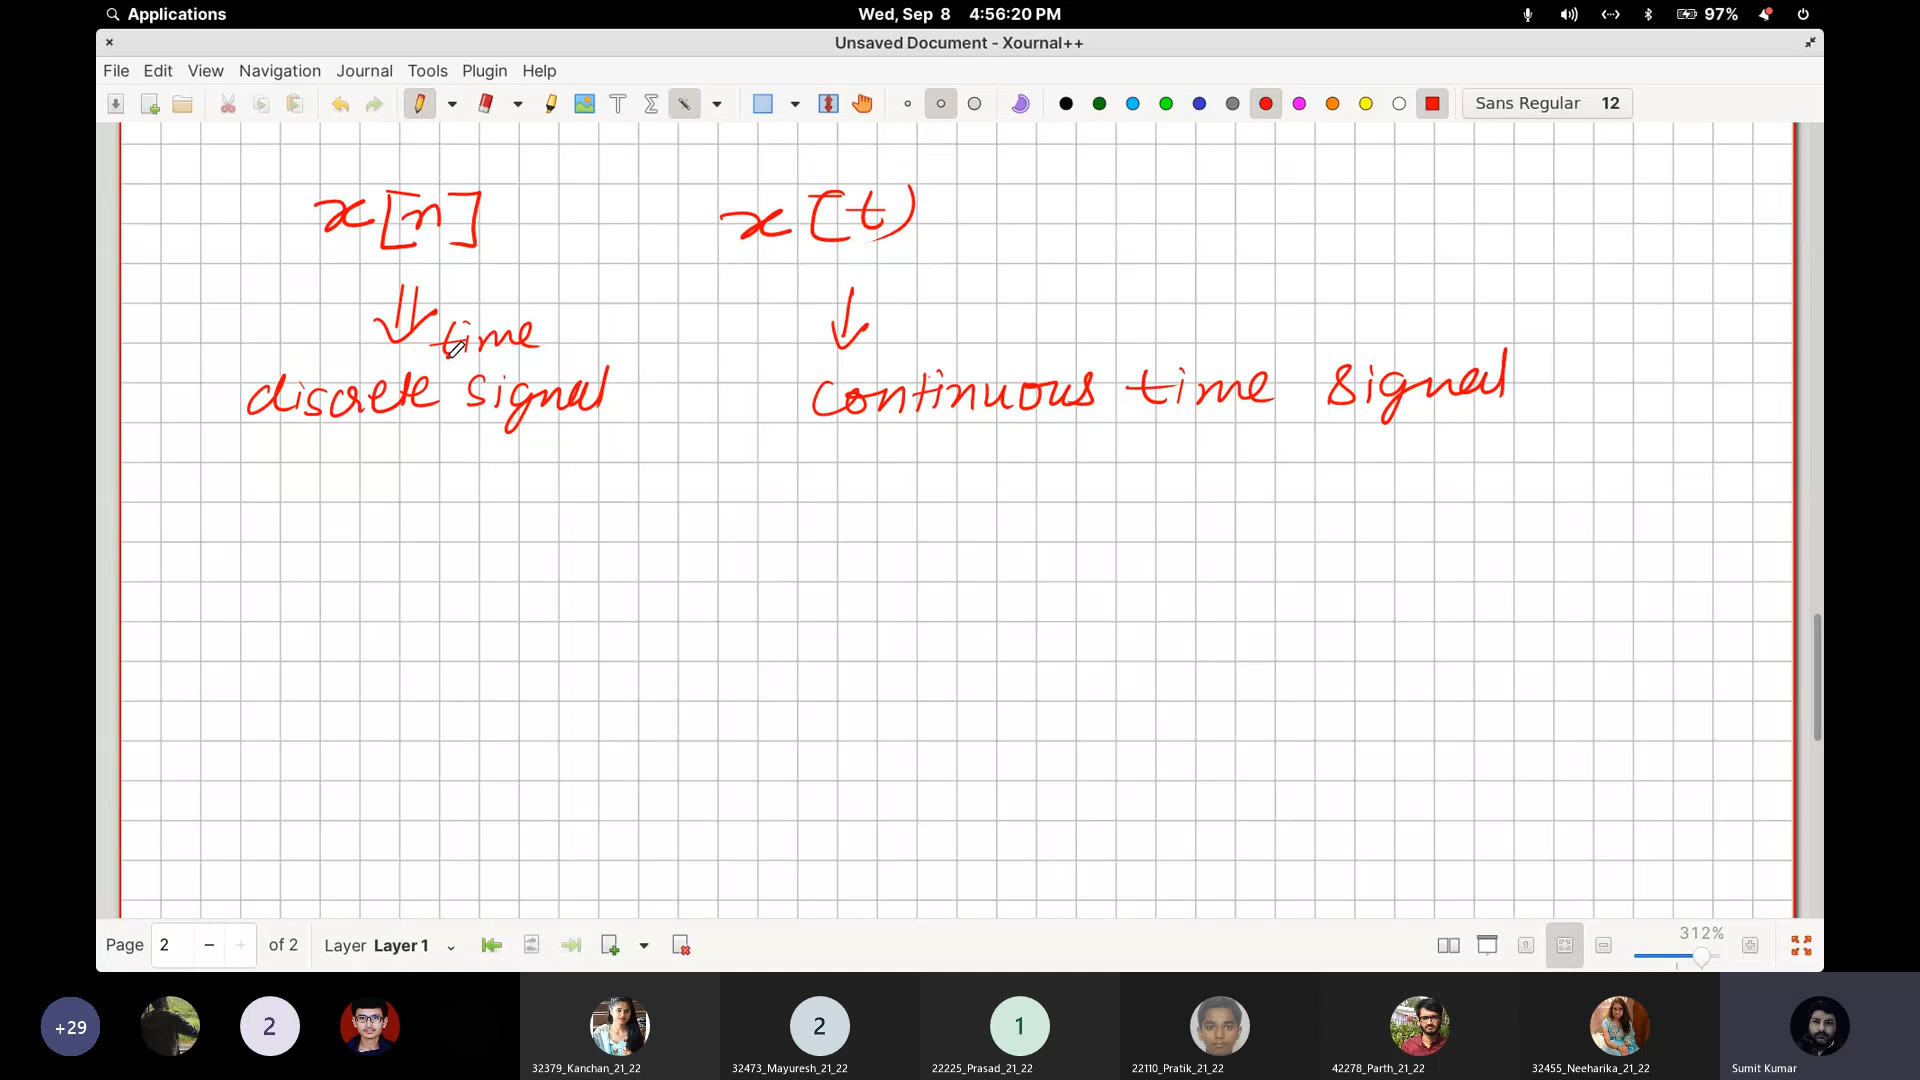 Applications
Wed, Sep 8 4:56:20 PM
97%
Unsaved Document - Xournal++
File Edit View Navigation Journal Tools Plugin Help
Sans Regular 12
x[n] x[t)
time
discrete signal continuous time signal
Page 2 of 2 Layer Layer 1
312%
+29
2
2
1
32379_Kanchan_21_22
32473_Mayuresh_21_22
22225_Prasad_21_22
22110_Pratik_21_22
42278_Parth_21_22
32455_Neeharika_21_22
Sumit Kumar